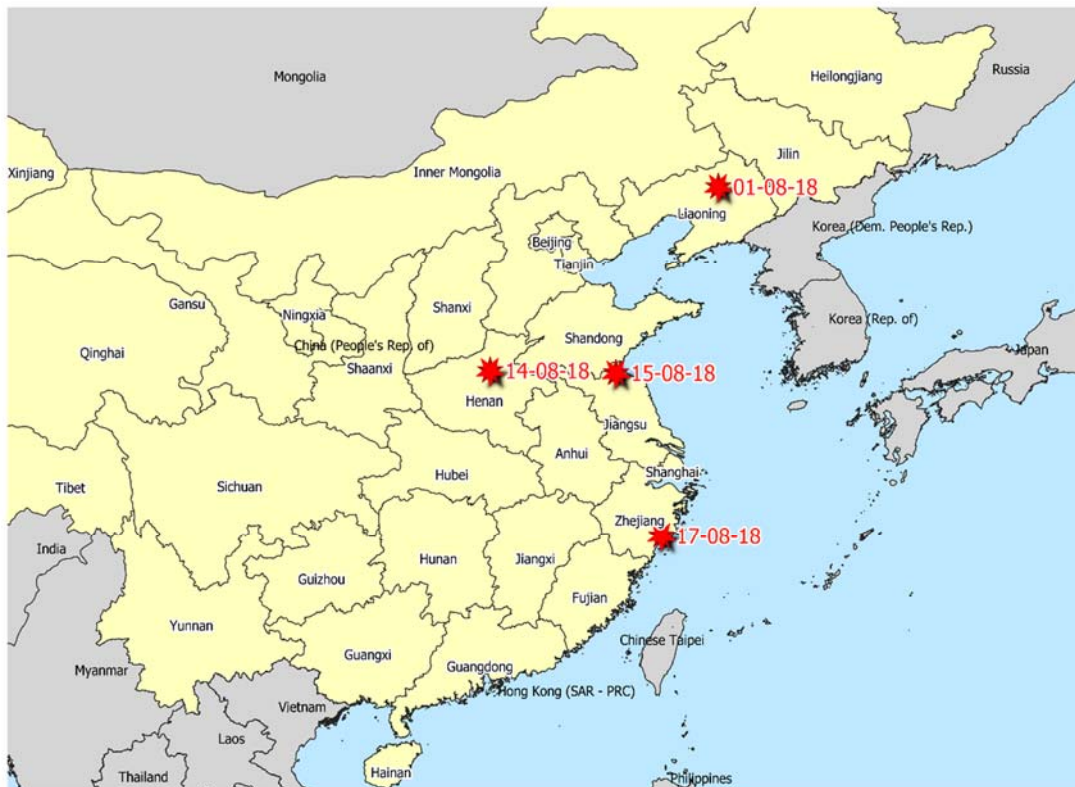 Mongolia
Russia
Heilongjiang
Jilin
Xinjiang
Inner Mongolia
01-08-18
Liaoning
Korea (Dem. People's Rep.)
Beijing
Tianjin
Gansu
Ningxia
Shanxi
Korea (Rep. of)
Shandong
China (People's Rep. of)
Japan
Qinghai
Shaanxi
14-08-18
15-08-18
Henan
Jiangsu
Anhui
Hubei
Shanghai
Tibet
Sichuan
Zhejiang
17-08-18
India
Hunan
Jiangxi
Guizhou
Fujian
Yunnan
Chinese Taipei
Guangxi
Guangdong
Myanmar
Hong Kong (SAR - PRC)
Vietnam
Laos
Hainan
Thailand
Philippines